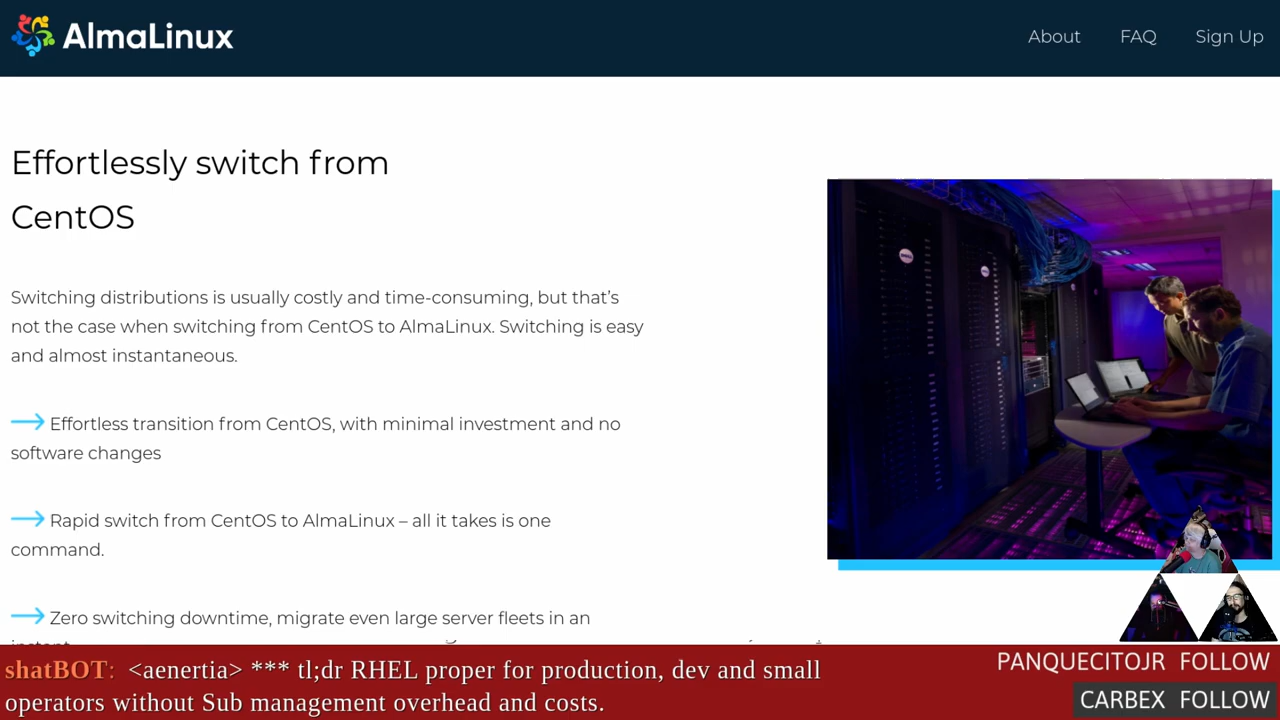 AlmaLinux
About FAQ Sign Up
Effortlessly switch from
CentOS
Switching distributions is usually costly and time-consuming, but that's
not the case when switching from CentOS to AlmaLinux. Switching is easy
and almost instantaneous.
Effortless transition from CentOS, with minimal investment and no
software changes
Rapid switch from CentOS to AlmaLinux – all it takes is one
command.
Zero switching downtime, migrate even large server fleets in an
shatBOT: <aenertia> *** tl;dr RHEL proper for production, dev and small
operators without Sub management overhead and costs.
PANQUECITOJR FOLLOW
CARBEX FOLLOW